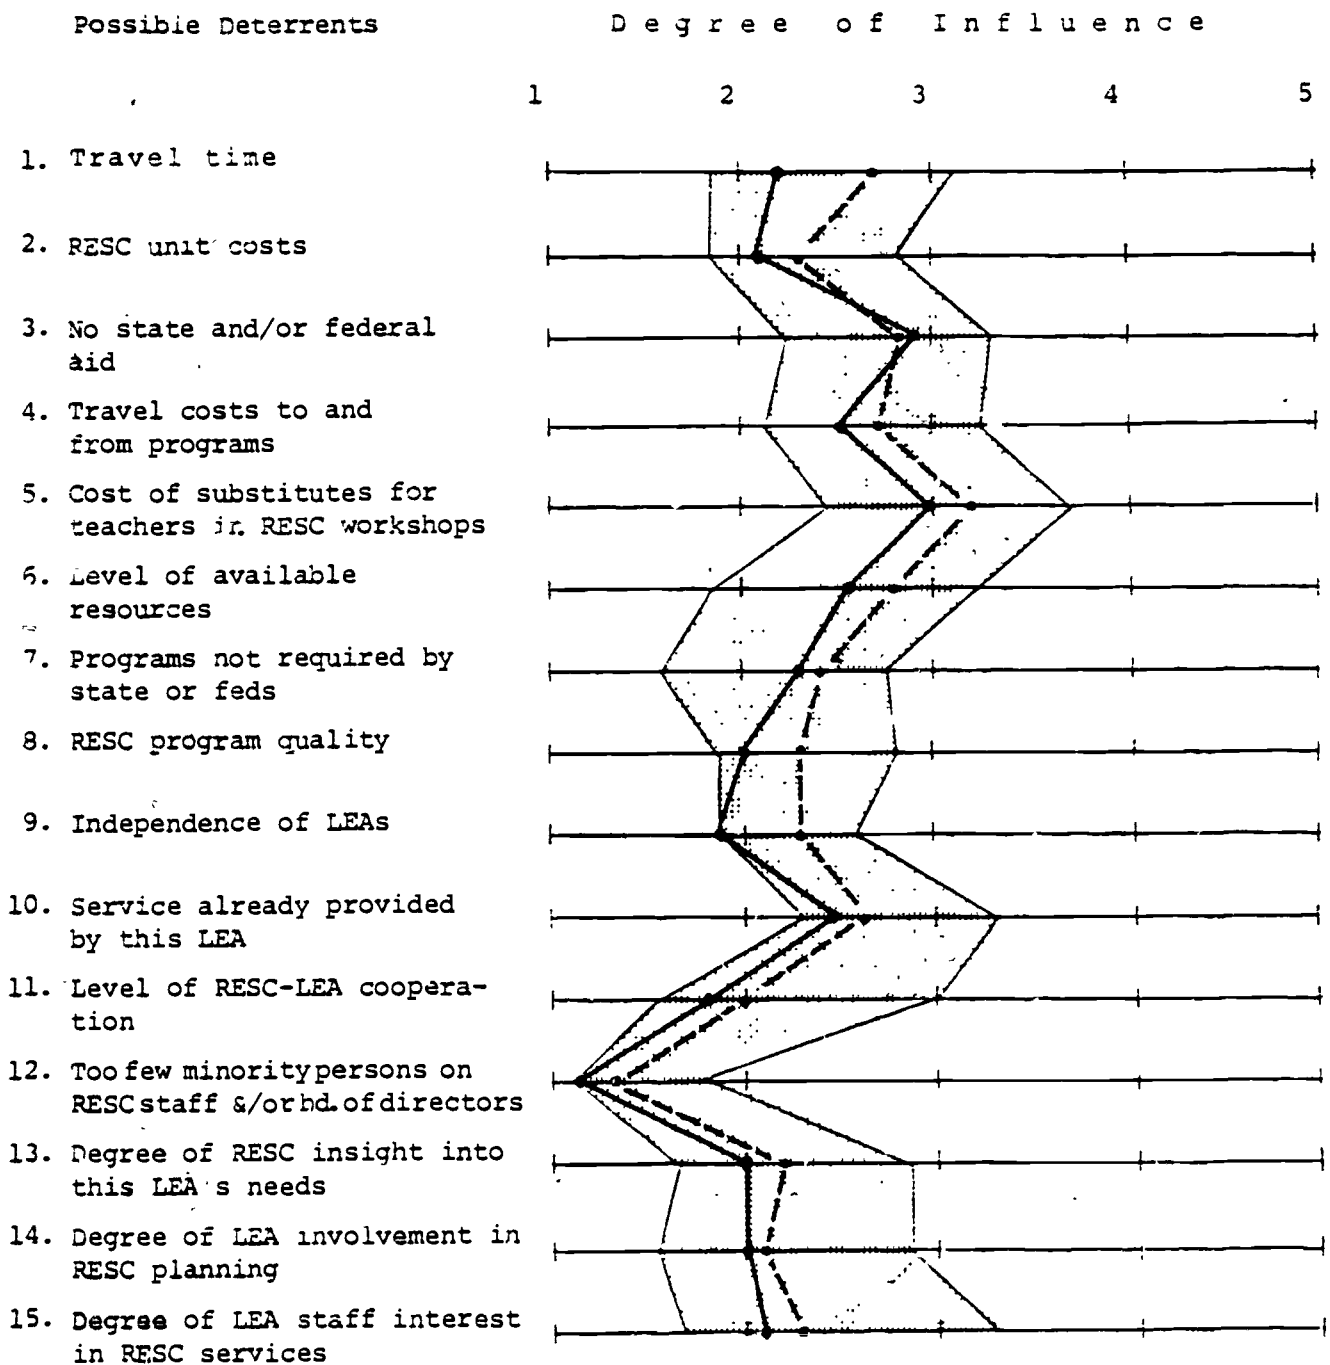 Possible Deterrents
Degree of Influence
1 2 3 4 5
1. Travel time
2. RESC unit costs
3. No state and/or federal
aid
4. Travel costs to and
from programs
5. Cost of substitutes for
teachers in RESC workshops
6. Level of available
resources
7. Programs not required by
state or feds
8. RESC program quality
9. Independence of LEAs
10. Service already provided
by this LEA
11. Level of RESC-LEA coopera-
tion
12. Too few minority persons on
RESC staff &/or bd. of directors
13. Degree of RESC insight into
this LEA's needs
14. Degree of LEA involvement in
RESC planning
15. Degree of LEA staff interest
in RESC services